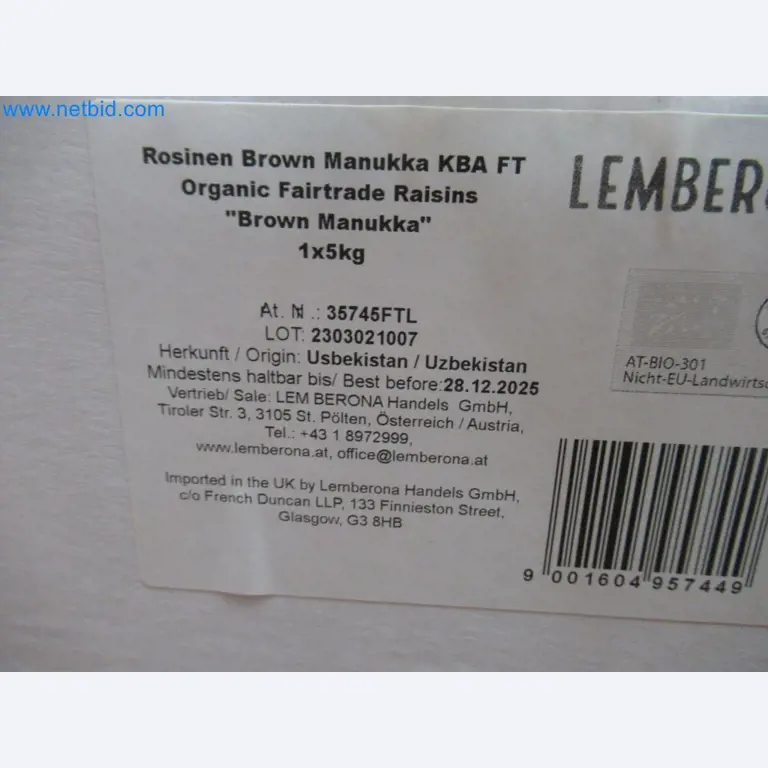 www.netbid.com
Rosinen Brown Manukka KBA FT
Organic Fairtrade Raisins
"Brown Manukka"
1x5kg
LEMBER
At. N .: 35745FTL
LOT: 2303021007
Herkunft / Origin: Usbekistan / Uzbekistan
Mindestens haltbar bis/ Best before:28.12.2025
Vertrieb/ Sale: LEM BERONA Handels GmbH,
Tiroler Str. 3, 3105 St. Pölten, Österreich / Austria,
Tel.: +43 1 8972999,
www.lemberona.at, office@lemberona.at
Imported in the UK by Lemberona Handels GmbH,
c/o French Duncan LLP, 133 Finnieston Street,
Glasgow, G3 8HB
AT-BIO-301
Nicht-EU-Landwirtsc
9 001604 957449